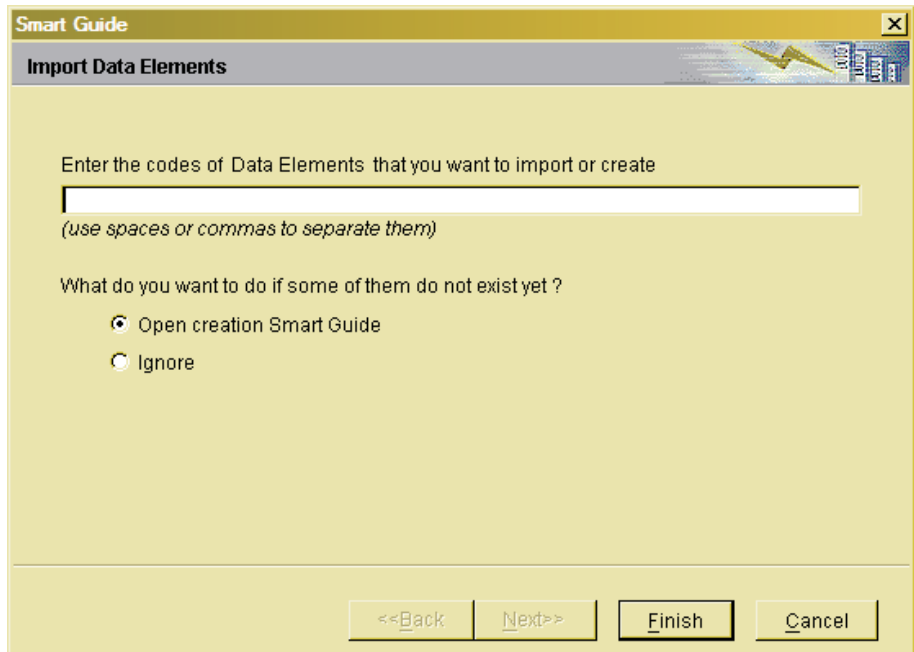 Smart Guide
Import Data Elements
Enter the codes of Data Elements that you want to import or create
(use spaces or commas to separate them)
What do you want to do if some of them do not exist yet ?
Open creation Smart Guide
Ignore
<<Back Next>> Finish Cancel